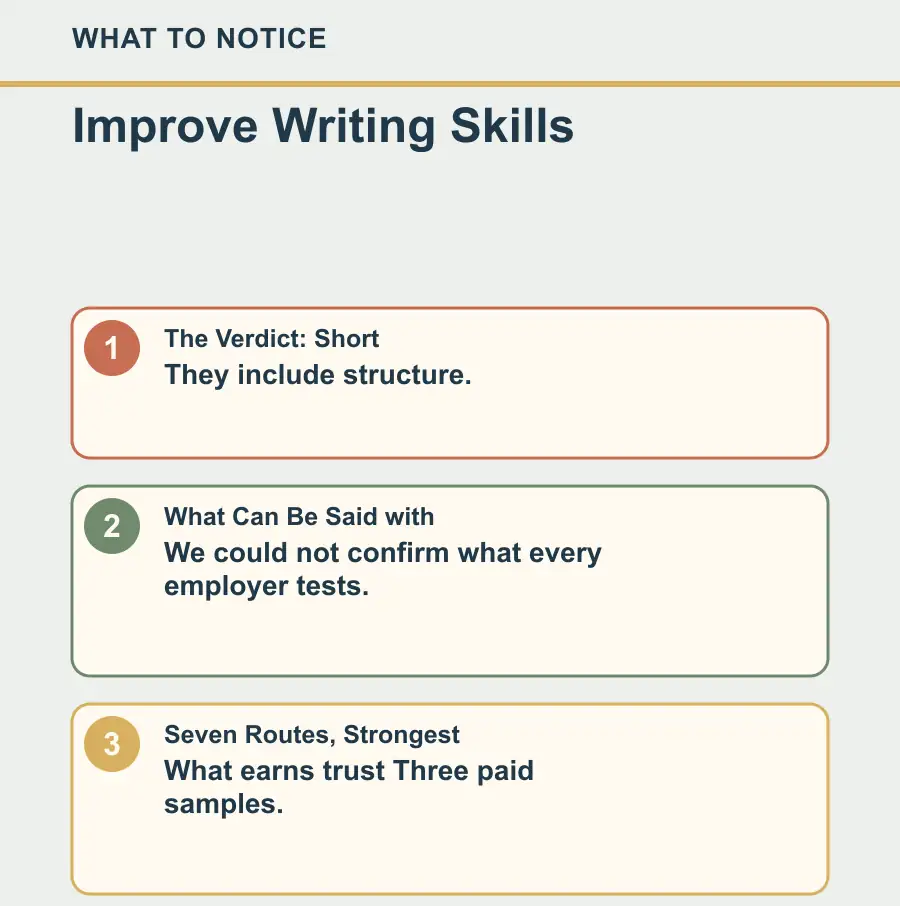 WHAT TO NOTICE
Improve Writing Skills
1
The Verdict: Short
They include structure.
2
What Can Be Said with
We could not confirm what every
employer tests.
3
Seven Routes, Strongest
What earns trust Three paid
samples.